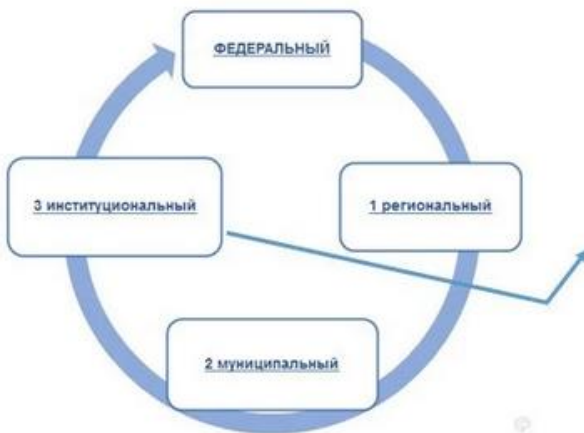 ФЕДЕРАЛЬНЫЙ
3 институциональный
1 региональный
2 муниципальный